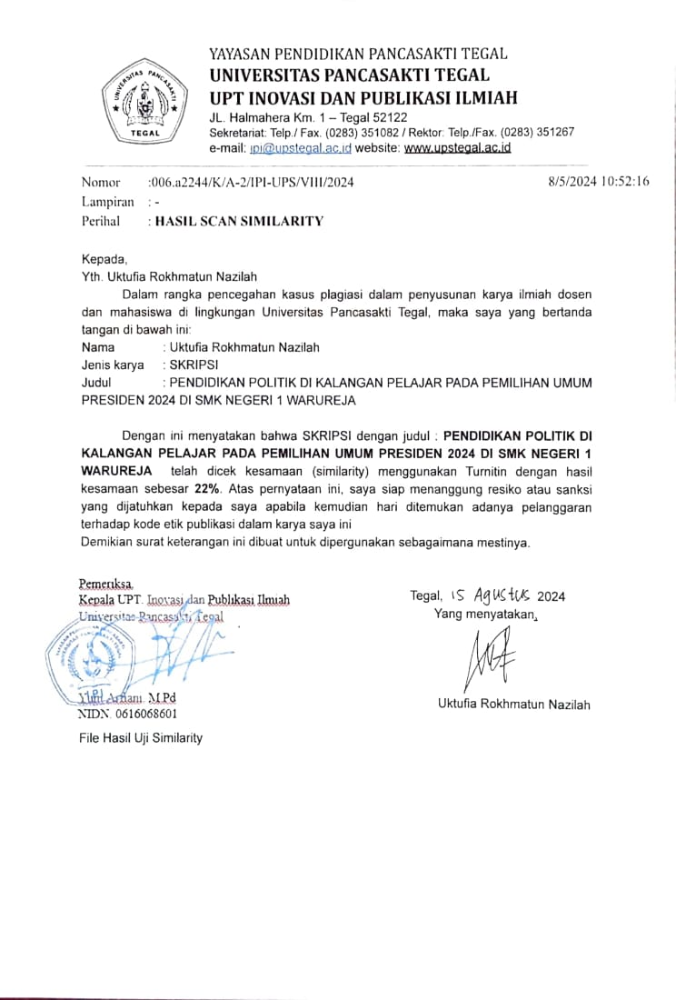 YAYASAN PENDIDIKAN PANCASAKTI TEGAL
UNIVERSITAS PANCASAKTI TEGAL
UPT INOVASI DAN PUBLIKASI ILMIAH
JL. Halmahera Km. 1 – Tegal 52122
Sekretariat: Telp./ Fax. (0283) 351082 / Rektor: Telp./Fax. (0283) 351267
e-mail: ipi@upstegal.ac.id website: www.upstegal.ac.id
UNIVERSITAS PANCASAKTI
TEGAL
Nomor :006.a2244/K/A-2/IPI-UPS/VIII/2024 8/5/2024 10:52:16
Lampiran : -
Perihal : HASIL SCAN SIMILARITY
Kepada,
Yth. Uktufia Rokhmatun Nazilah
Dalam rangka pencegahan kasus plagiasi dalam penyusunan karya ilmiah dosen
dan mahasiswa di lingkungan Universitas Pancasakti Tegal, maka saya yang bertanda
tangan di bawah ini:
Nama : Uktufia Rokhmatun Nazilah
Jenis karya : SKRIPSI
Judul : PENDIDIKAN POLITIK DI KALANGAN PELAJAR PADA PEMILIHAN UMUM
PRESIDEN 2024 DI SMK NEGERI 1 WARUREJA
Dengan ini menyatakan bahwa SKRIPSI dengan judul : PENDIDIKAN POLITIK DI
KALANGAN PELAJAR PADA PEMILIHAN UMUM PRESIDEN 2024 DI SMK NEGERI 1
WARUREJA telah dicek kesamaan (similarity) menggunakan Turnitin dengan hasil
kesamaan sebesar 22%. Atas pernyataan ini, saya siap menanggung resiko atau sanksi
yang dijatuhkan kepada saya apabila kemudian hari ditemukan adanya pelanggaran
terhadap kode etik publikasi dalam karya saya ini
Demikian surat keterangan ini dibuat untuk dipergunakan sebagaimana mestinya.
Pemeriksa,
Kepala UPT. Inovasi dan Publikasi Ilmiah
Universitas Pancasakti Tegal
M.Pd
NIDN. 0616068601
File Hasil Uji Similarity
Tegal, 15 Agustus 2024
Yang menyatakan,
Uktufia Rokhmatun Nazilah